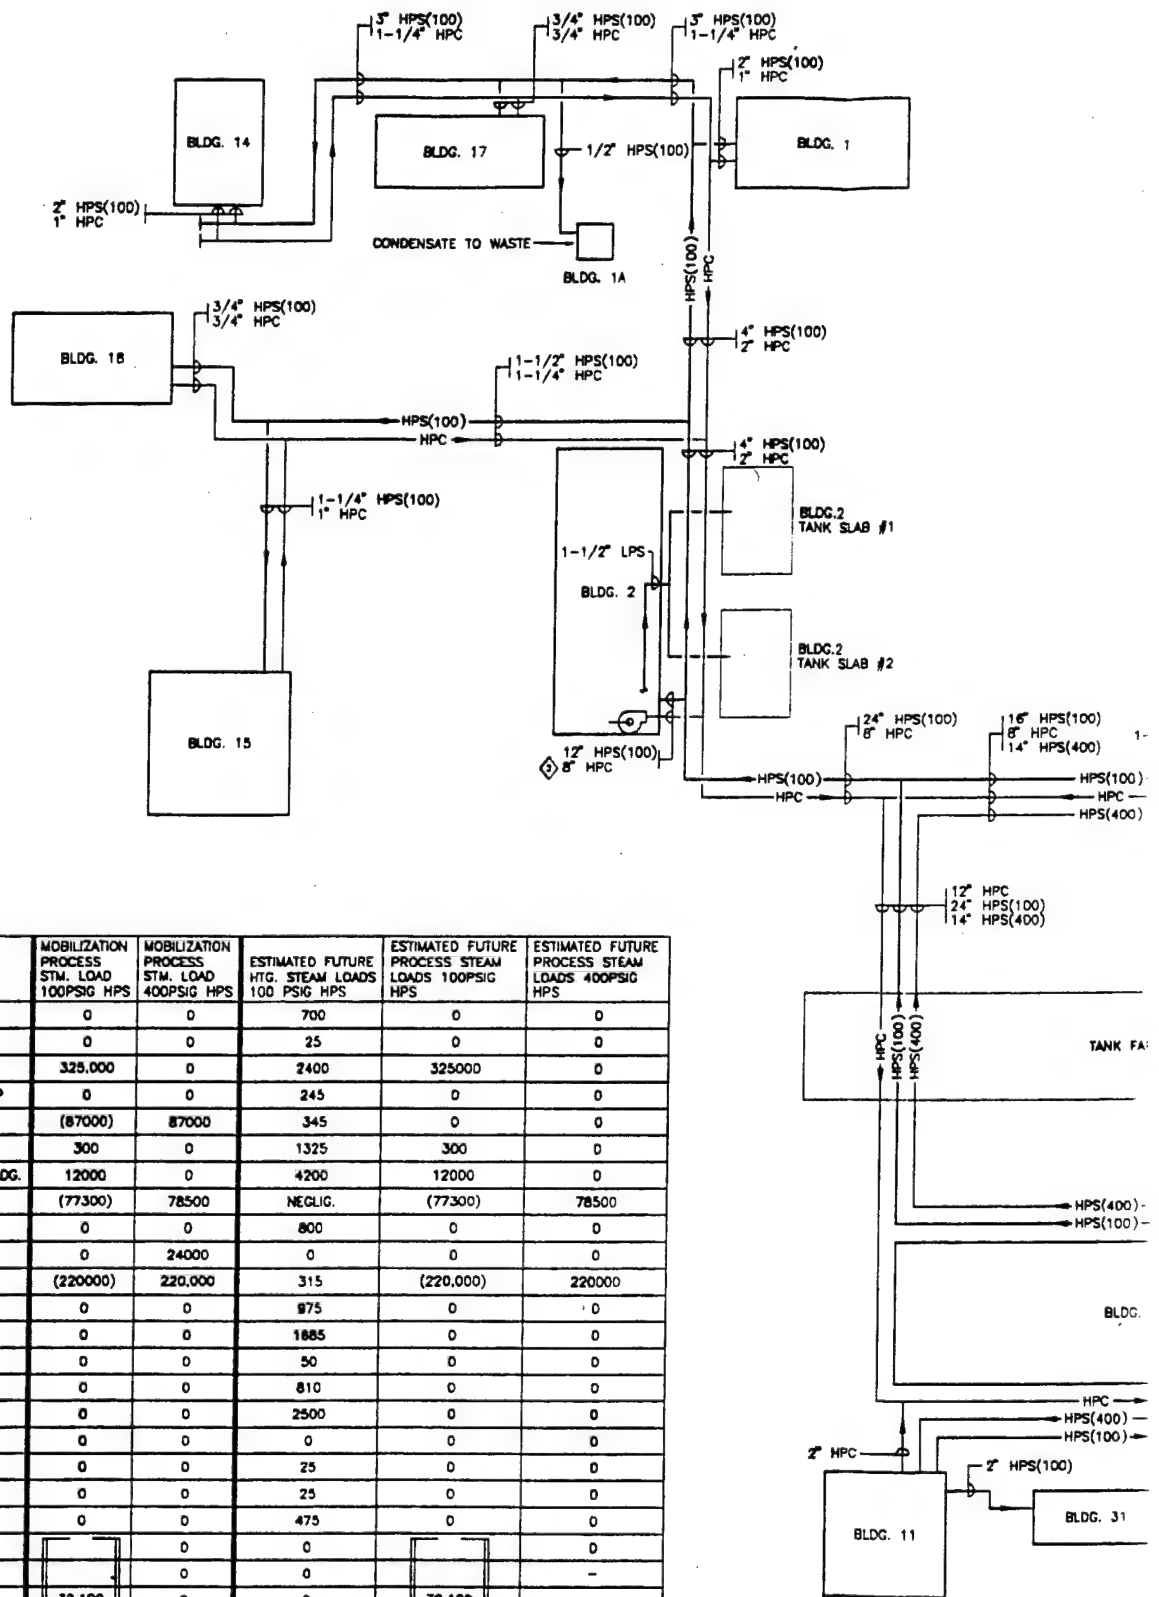 3" HPS(100)
1-1/4" HPC
3/4" HPS(100)
3/4" HPC
3" HPS(100)
1-1/4" HPC
2" HPS(100)
1" HPC
BLDG. 14
BLDG. 17
1/2" HPS(100)
BLDG. 1
2" HPS(100)
1" HPC
CONDENSATE TO WASTE
BLDG. 1A
HPS(100)
HPC
3/4" HPS(100)
3/4" HPC
BLDG. 18
4" HPS(100)
2" HPC
1-1/2" HPS(100)
1-1/4" HPC
HPS(100)
HPC
4" HPS(100)
2" HPC
1-1/4" HPS(100)
1" HPC
BLDG.2
TANK SLAB #1
1-1/2" LPS
BLDG. 2
BLDG.2
TANK SLAB #2
BLDG. 15
12" HPS(100)
8" HPC
24" HPS(100)
8" HPC
16" HPS(100)
8" HPC
14" HPS(400)
1-
HPS(100)
HPS(100)
HPC
HPC
HPS(400)
12" HPC
24" HPS(100)
14" HPS(400)
HPC
HPS(100)
HPS(400)
TANK FA
HPS(400)
HPS(100)
BLDG.
HPC
HPS(400)
HPS(100)
2" HPC
2" HPS(100)
BLDG. 11
BLDG. 31
MOBILIZATION PROCESS STM. LOAD 100PSIG HPS
MOBILIZATION PROCESS STM. LOAD 400PSIG HPS
ESTIMATED FUTURE HTG. STEAM LOADS 100 PSIG HPS
ESTIMATED FUTURE PROCESS STEAM LOADS 100PSIG HPS
ESTIMATED FUTURE PROCESS STEAM LOADS 400PSIG HPS
0 0 700 0 0
0 0 25 0 0
325,000 0 2400 325000 0
0 0 245 0 0
(87000) 87000 345 0 0
300 0 1325 300 0
DG. 12000 0 4200 12000 0
(77300) 78500 NEGLIG. (77300) 78500
0 0 800 0 0
0 24000 0 0 0
(220000) 220,000 315 (220,000) 220000
0 0 975 0 0
0 0 1685 0 0
0 0 50 0 0
0 0 810 0 0
0 0 2500 0 0
0 0 0 0 0
0 0 25 0 0
0 0 25 0 0
0 0 475 0 0
0 0 0
0 0 -